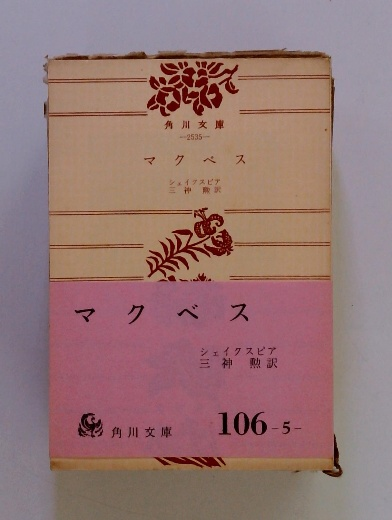 角川文庫
—2535—
マクベス
シェイクスピア
三神勲訳
マクベス
シェイクスピア
三神勲訳
角川文庫
106-5-